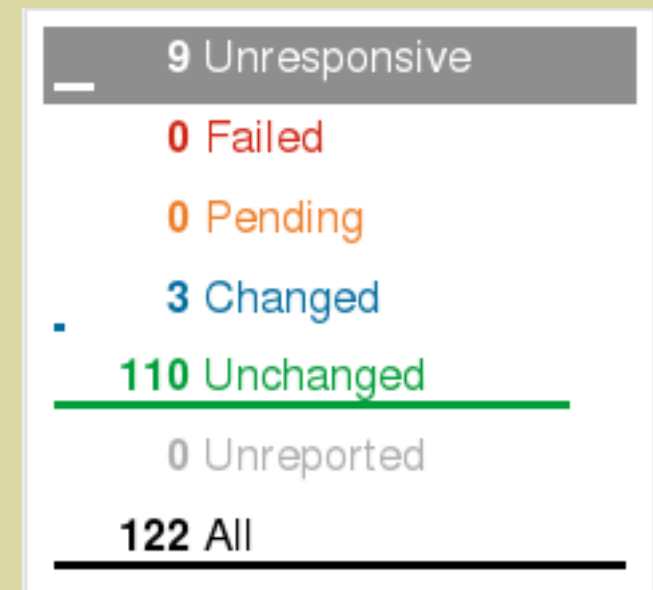 9 Unresponsive
0 Failed
0 Pending
3 Changed
110 Unchanged
0 Unreported
122 All